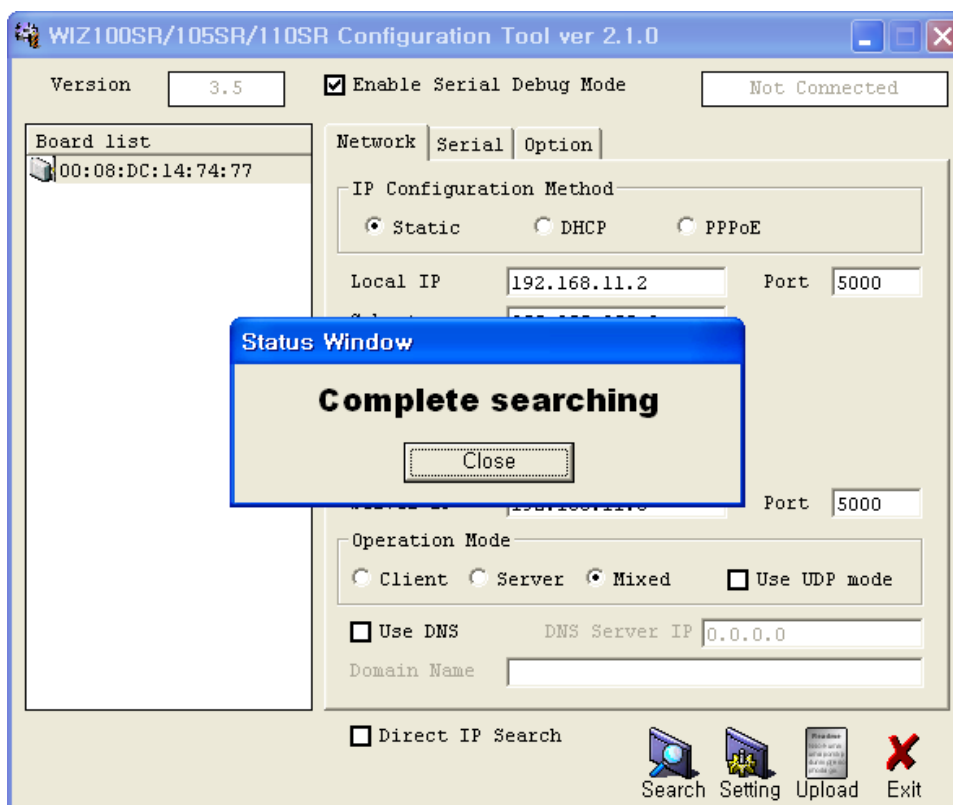 WIZ100SR/105SR/110SR Configuration Tool ver 2.1.0
Version 3.5 Enable Serial Debug Mode Not Connected
Board list
00:08:DC:14:74:77
Network Serial Option
IP Configuration Method
Static DHCP PPPoE
Local IP 192.168.11.2 Port 5000
Status Window
Complete searching
Close
Port 5000
Operation Mode
Client Server Mixed Use UDP mode
Use DNS DNS Server IP 0.0.0.0
Domain Name
Direct IP Search
Search Setting Upload Exit